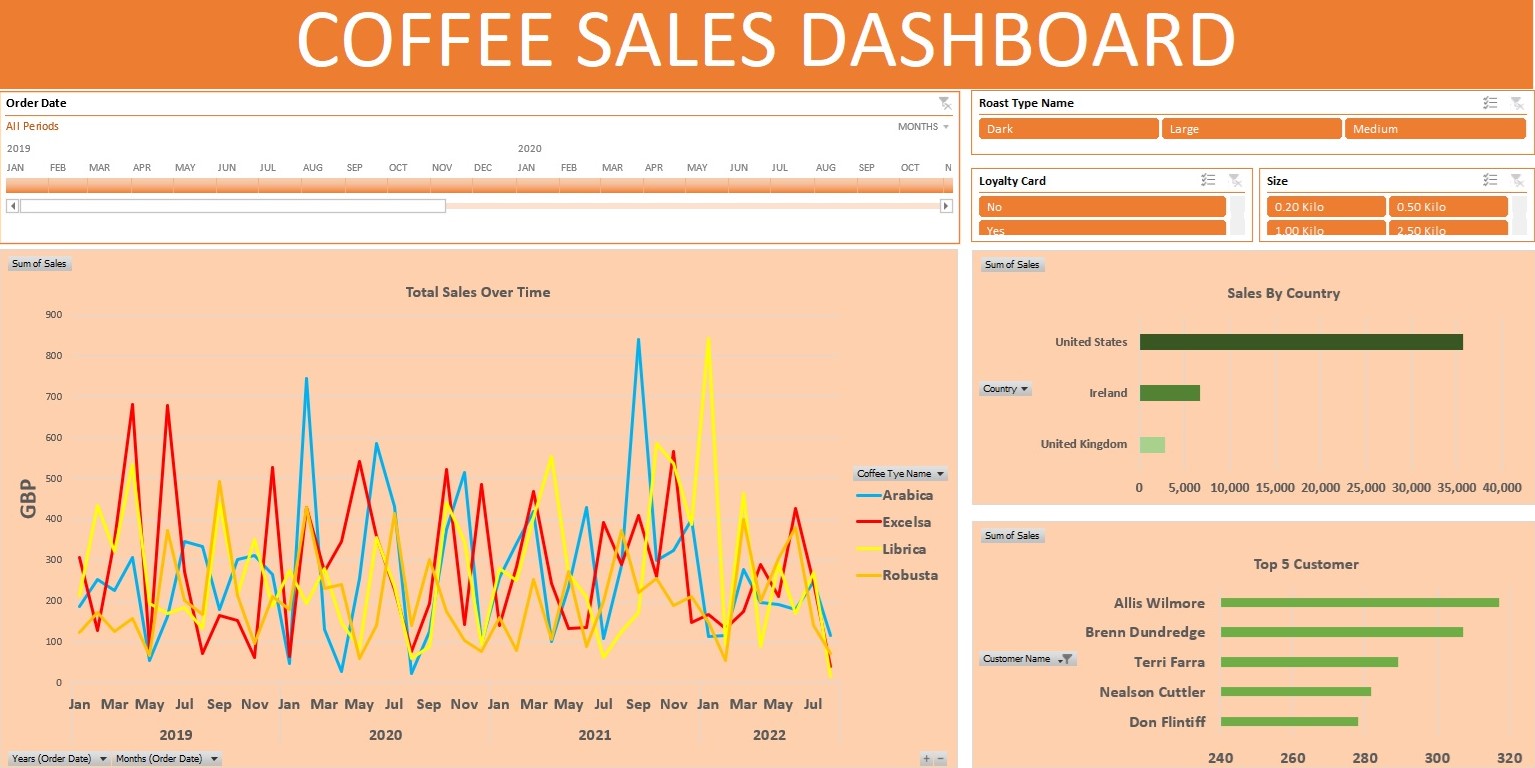 COFFEE SALES DASHBOARD
Order Date
All Periods
MONTHS
2019 2020
JAN FEB MAR APR MAY JUN JUL AUG SEP OCT NOV DEC JAN FEB MAR APR MAY JUN JUL AUG SEP OCT N
Roast Type Name
Dark Large Medium
Loyalty Card
No
Yes
Size
0.20 Kilo 0.50 Kilo
1.00 Kilo 2.50 Kilo
Sum of Sales
Total Sales Over Time
900
800
700
600
500
400
300
200
100
0
GBP
Jan Mar May Jul Sep Nov Jan Mar May Jul Sep Nov Jan Mar May Jul Sep Nov Jan Mar May Jul
2019 2020 2021 2022
Coffee Tye Name
Arabica
Excelsa
Librica
Robusta
Years (Order Date) Months (Order Date)
+ −
Sum of Sales
Sales By Country
United States
Country
Ireland
United Kingdom
0 5,000 10,000 15,000 20,000 25,000 30,000 35,000 40,000
Sum of Sales
Top 5 Customer
Allis Wilmore
Brenn Dundredge
Customer Name
Terri Farra
Nealson Cuttler
Don Flintiff
240 260 280 300 320